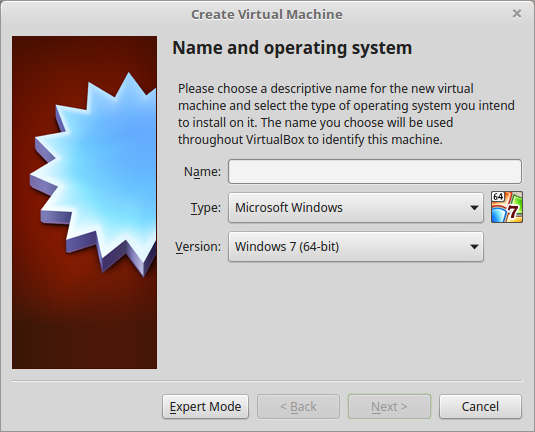 Create Virtual Machine
Name and operating system
Please choose a descriptive name for the new virtual
machine and select the type of operating system you intend
to install on it. The name you choose will be used
throughout VirtualBox to identify this machine.
Name:
Type: Microsoft Windows 64 7
Version: Windows 7 (64-bit)
Expert Mode < Back Next > Cancel